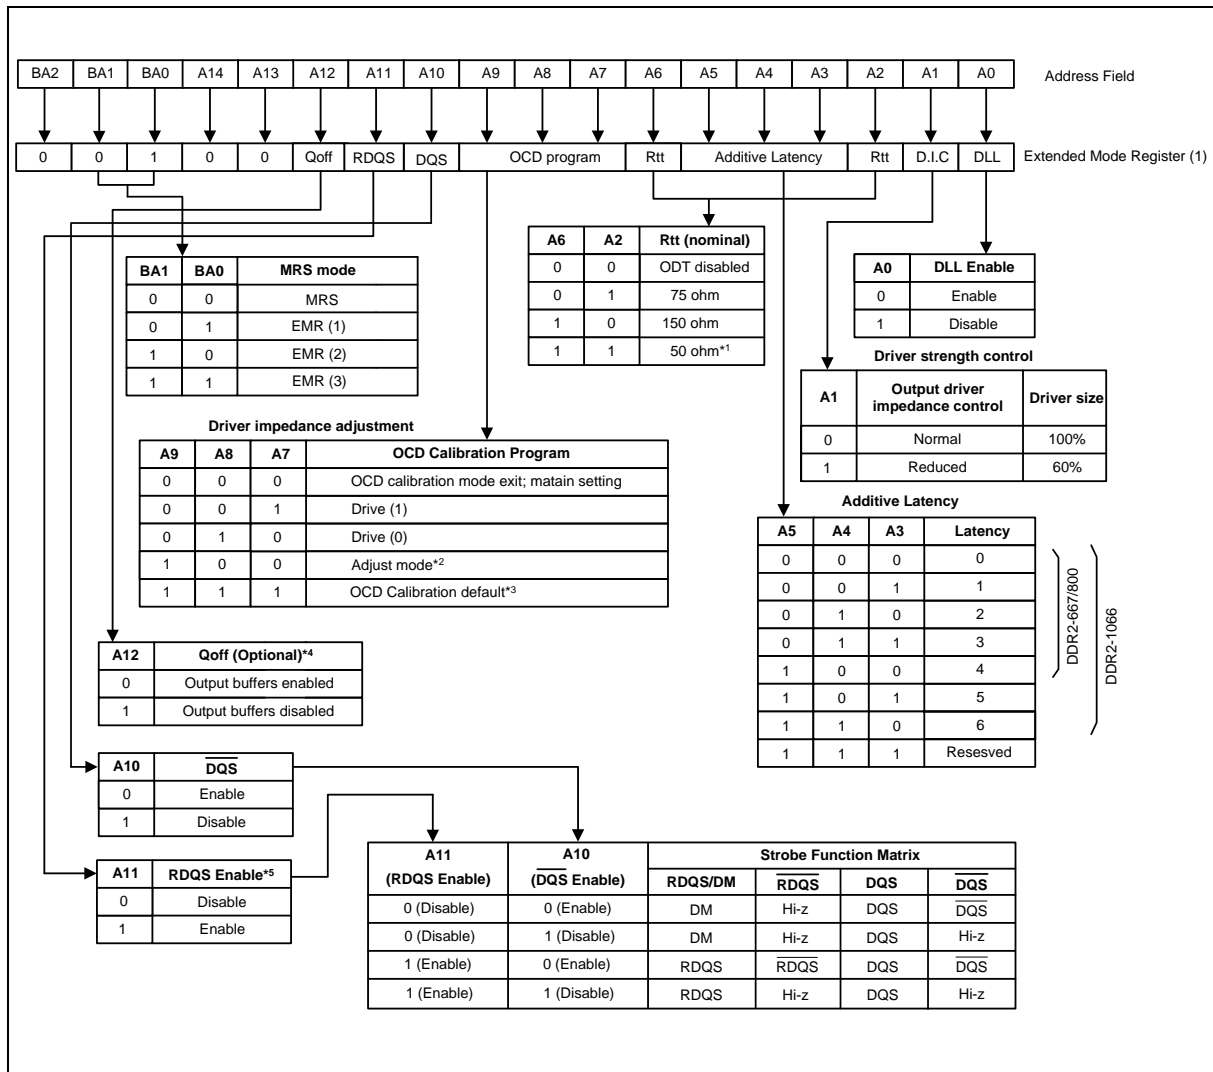 BA2 BA1 BA0 A14 A13 A12 A11 A10 A9 A8 A7 A6 A5 A4 A3 A2 A1 A0 Address Field
0 0 1 0 0 Qoff RDQS DQS OCD program Rtt Additive Latency Rtt D.I.C DLL Extended Mode Register (1)
BA1 BA0 MRS mode
0 0 MRS
0 1 EMR (1)
1 0 EMR (2)
1 1 EMR (3)
A6 A2 Rtt (nominal)
0 0 ODT disabled
0 1 75 ohm
1 0 150 ohm
1 1 50 ohm*1
A0 DLL Enable
0 Enable
1 Disable
Driver strength control
A1 Output driver impedance control Driver size
0 Normal 100%
1 Reduced 60%
Driver impedance adjustment
A9 A8 A7 OCD Calibration Program
0 0 0 OCD calibration mode exit; matain setting
0 0 1 Drive (1)
0 1 0 Drive (0)
1 0 0 Adjust mode*2
1 1 1 OCD Calibration default*3
Additive Latency
A5 A4 A3 Latency
0 0 0 0
0 0 1 1
0 1 0 2
0 1 1 3
1 0 0 4
1 0 1 5
1 1 0 6
1 1 1 Resesved
DDR2-667/800
DDR2-1066
A12 Qoff (Optional)*4
0 Output buffers enabled
1 Output buffers disabled
A10 D̅Q̅S̅
0 Enable
1 Disable
A11 RDQS Enable*5
0 Disable
1 Enable
A11 (RDQS Enable) A10 (D̅Q̅S̅ Enable) Strobe Function Matrix
RDQS/DM R̅D̅Q̅S̅ DQS D̅Q̅S̅
0 (Disable) 0 (Enable) DM Hi-z DQS D̅Q̅S̅
0 (Disable) 1 (Disable) DM Hi-z DQS Hi-z
1 (Enable) 0 (Enable) RDQS R̅D̅Q̅S̅ DQS D̅Q̅S̅
1 (Enable) 1 (Disable) RDQS Hi-z DQS Hi-z